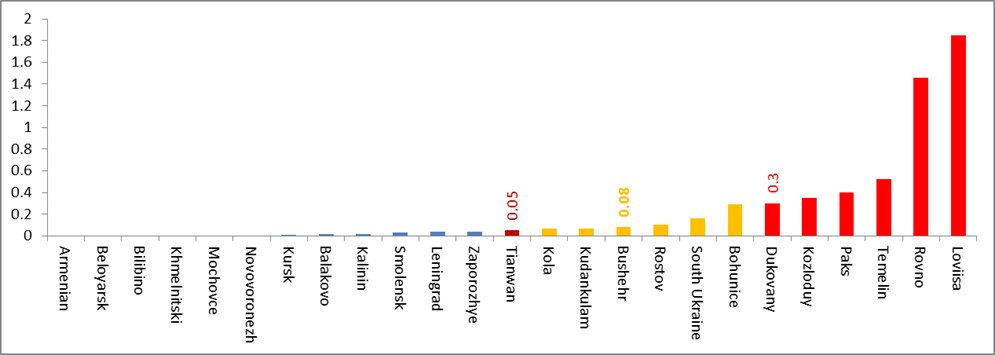 2
1.8
1.6
1.4
1.2
1
0.8
0.6
0.4
0.2
0
0.05
0.08
0.3
Armenian
Beloyarsk
Bilibino
Khmelnitski
Mochovce
Novovoronezh
Kursk
Balakovo
Kalinin
Smolensk
Leningrad
Zaporozhye
Tianwan
Kola
Kudankulam
Bushehr
Rostov
South Ukraine
Bohunice
Dukovany
Kozloduy
Paks
Temelin
Rovno
Loviisa